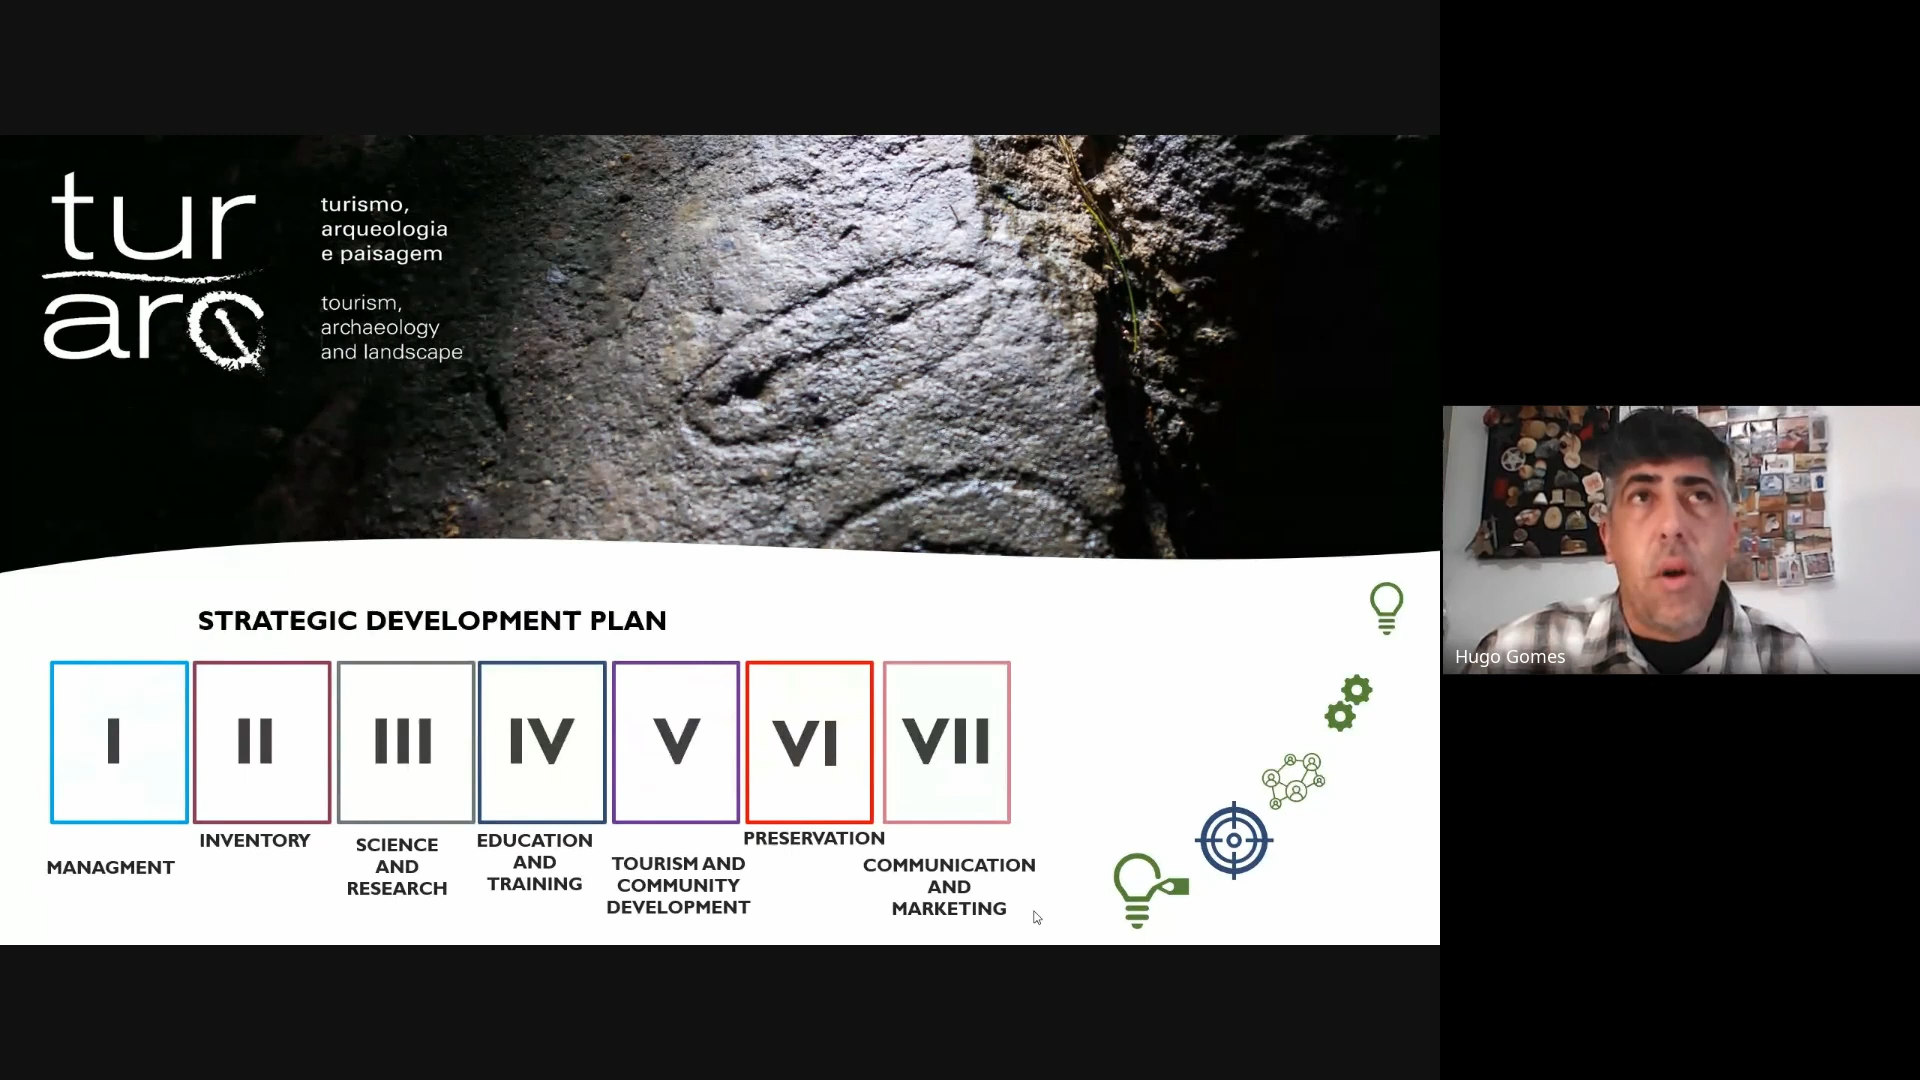 tur
arq
turismo,
arqueologia
e paisagem
tourism,
archaeology
and landscape
STRATEGIC DEVELOPMENT PLAN
I
II
III
IV
V
VI
VII
MANAGMENT
INVENTORY
SCIENCE
AND
RESEARCH
EDUCATION
AND
TRAINING
TOURISM AND
COMMUNITY
DEVELOPMENT
PRESERVATION
COMMUNICATION
AND
MARKETING
Hugo Gomes